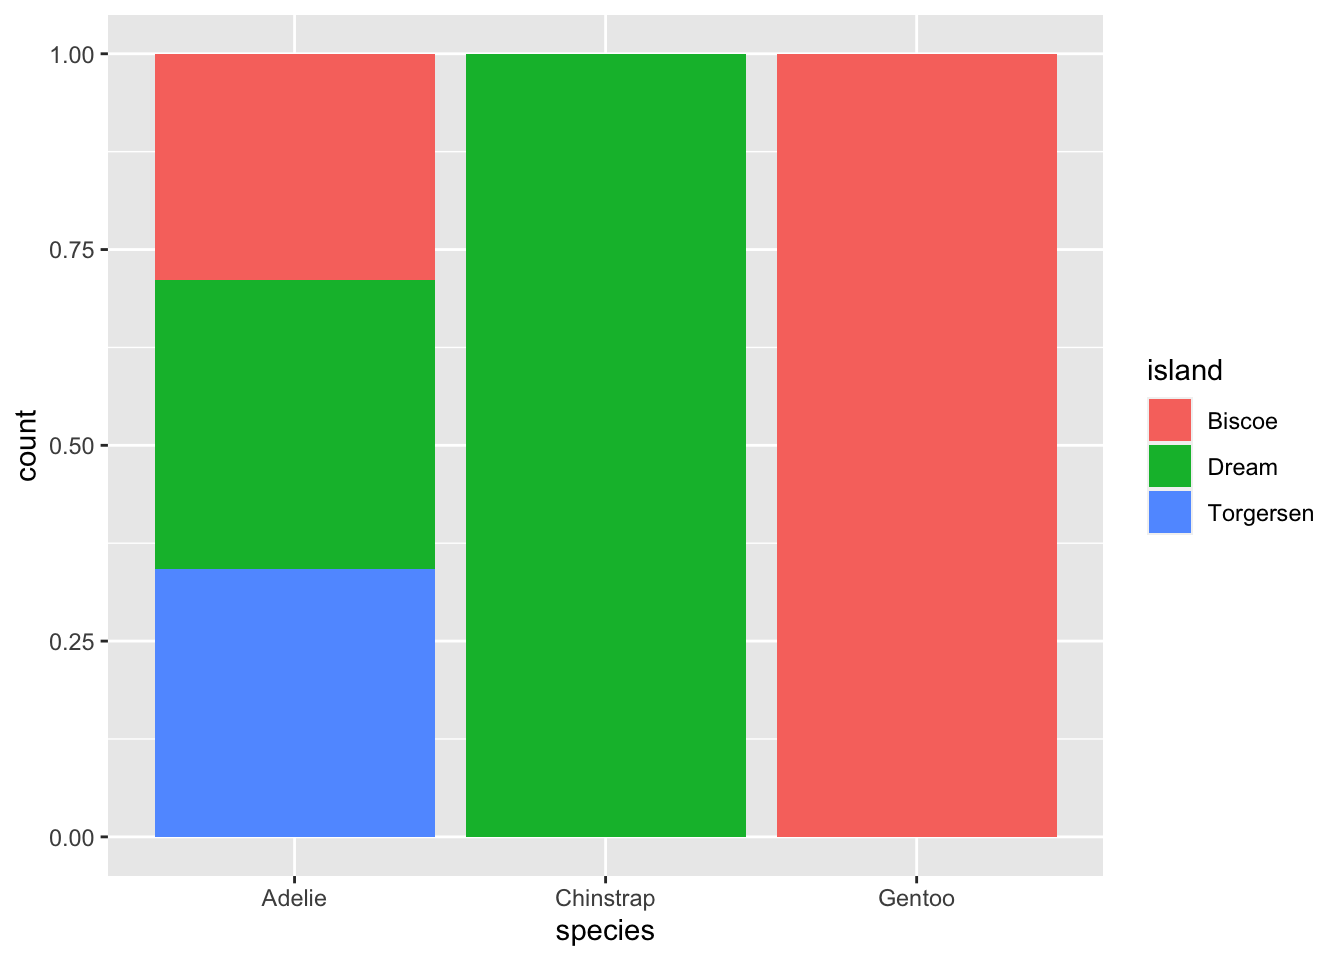 1.00
0.75
0.50
0.25
0.00
count
Adelie Chinstrap Gentoo
species
island
Biscoe
Dream
Torgersen